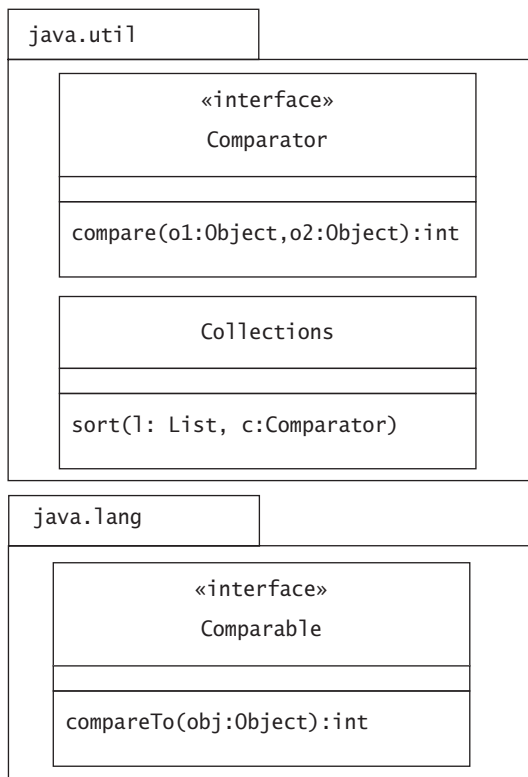 java.util
«interface»
Comparator
compare(o1:Object,o2:Object):int
Collections
sort(l: List, c:Comparator)
java.lang
«interface»
Comparable
compareTo(obj:Object):int